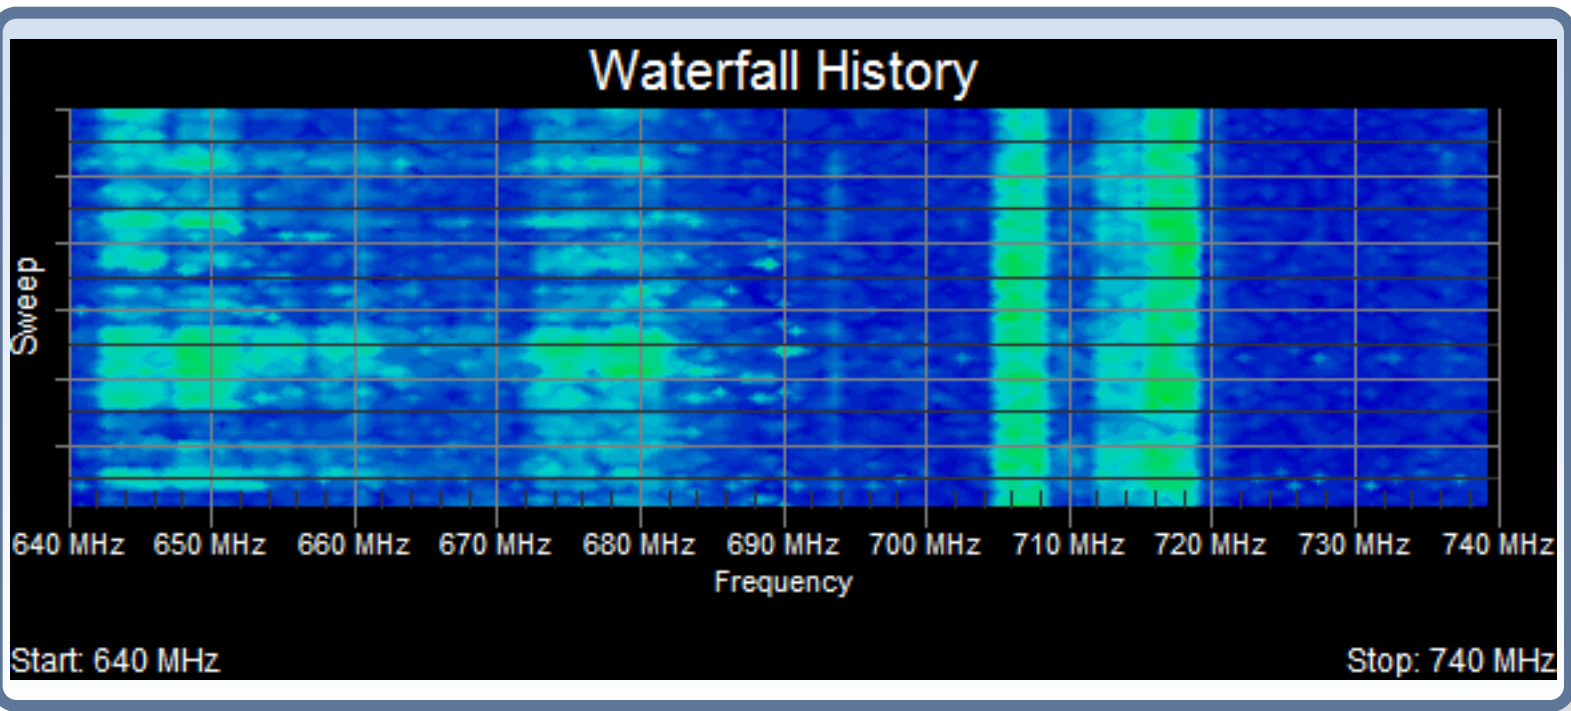 Waterfall History
Sweep
640 MHz 650 MHz 660 MHz 670 MHz 680 MHz 690 MHz 700 MHz 710 MHz 720 MHz 730 MHz 740 MHz
Frequency
Start: 640 MHz
Stop: 740 MHz